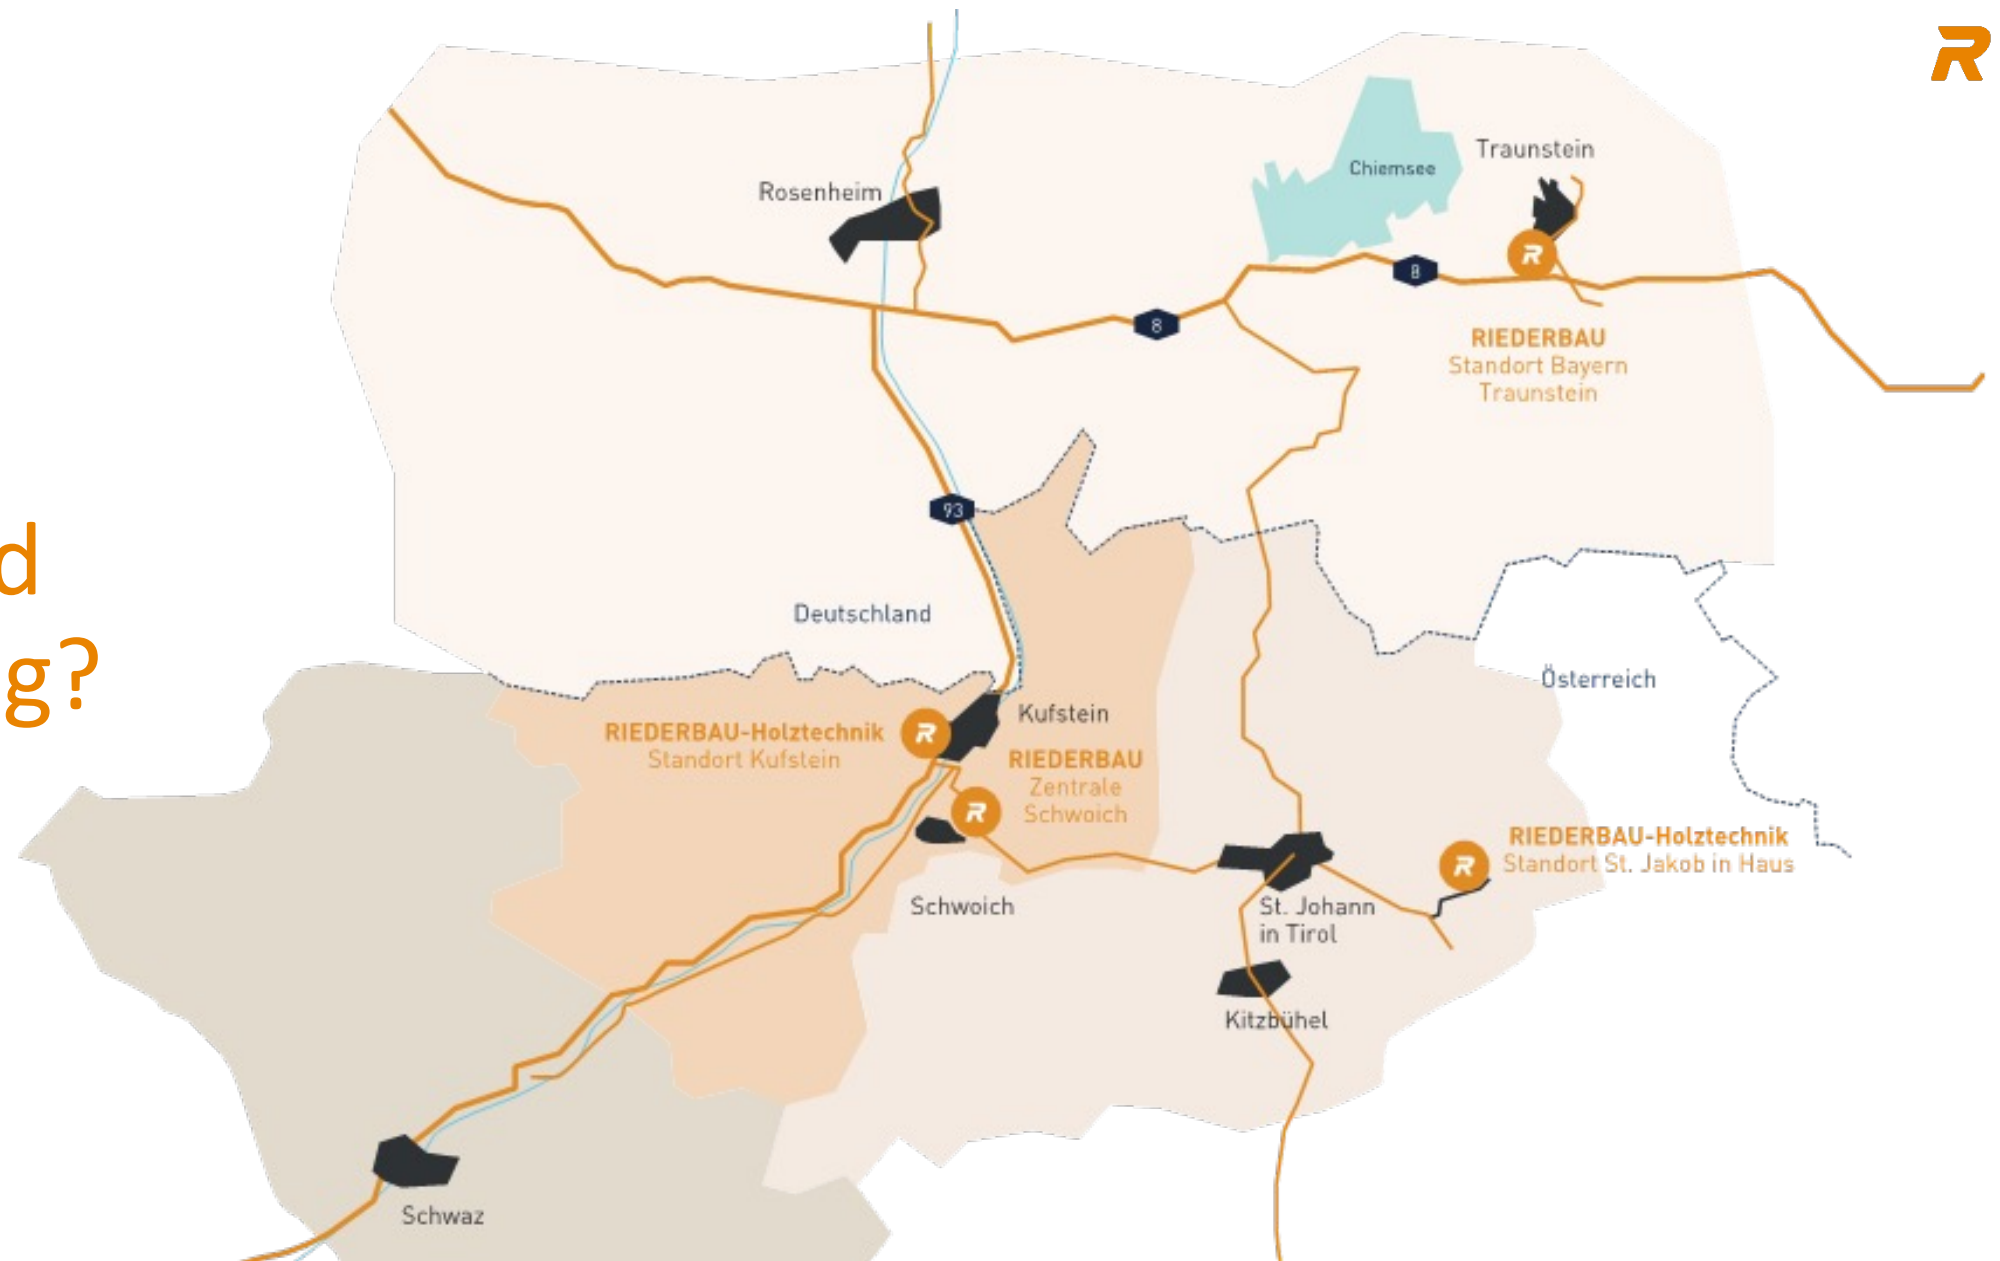 R
Traunstein
Chiemsee
Rosenheim
R
8
8
RIEDERBAU
Standort Bayern
Traunstein
93
d
g?
Deutschland
Österreich
Kufstein
RIEDERBAU-Holztechnik
Standort Kufstein
R
RIEDERBAU
Zentrale
Schwoich
R
RIEDERBAU-Holztechnik
Standort St. Jakob in Haus
R
Schwoich
St. Johann
in Tirol
Kitzbühel
Schwaz